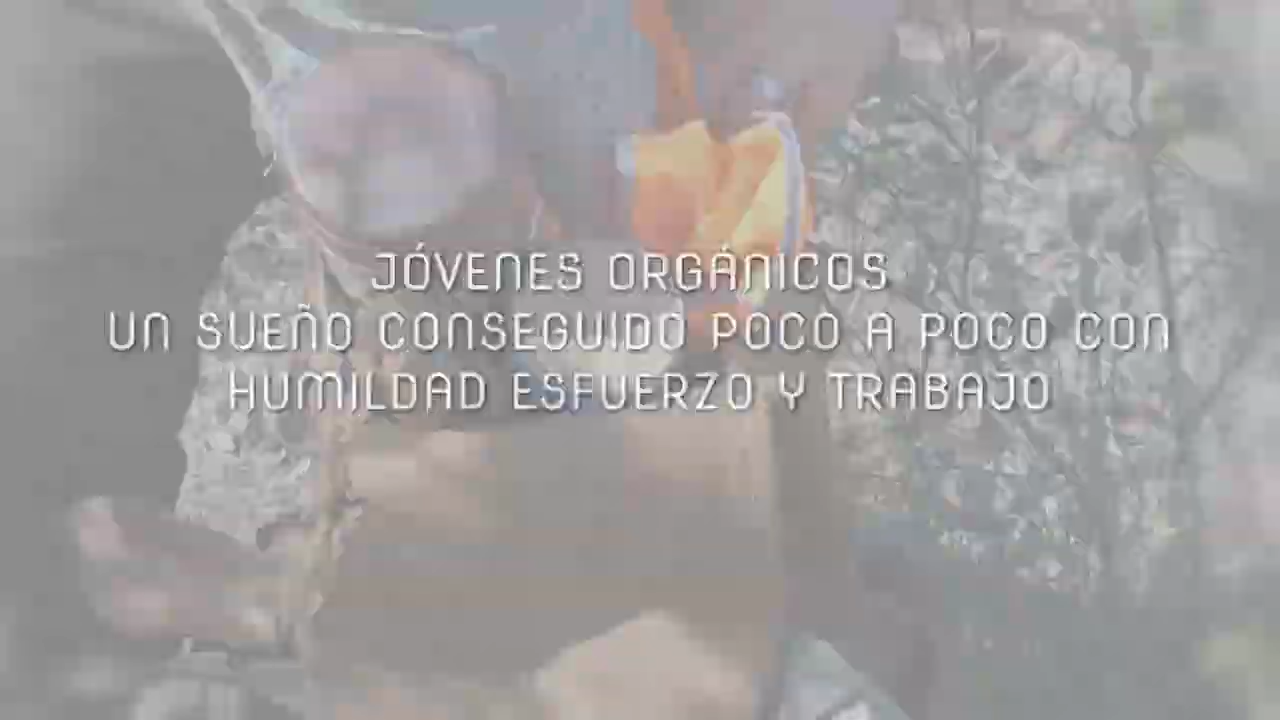 JÓVENES ORGÁNICOS
UN SUEÑO CONSEGUIDO POCO A POCO CON
HUMILDAD ESFUERZO Y TRABAJO